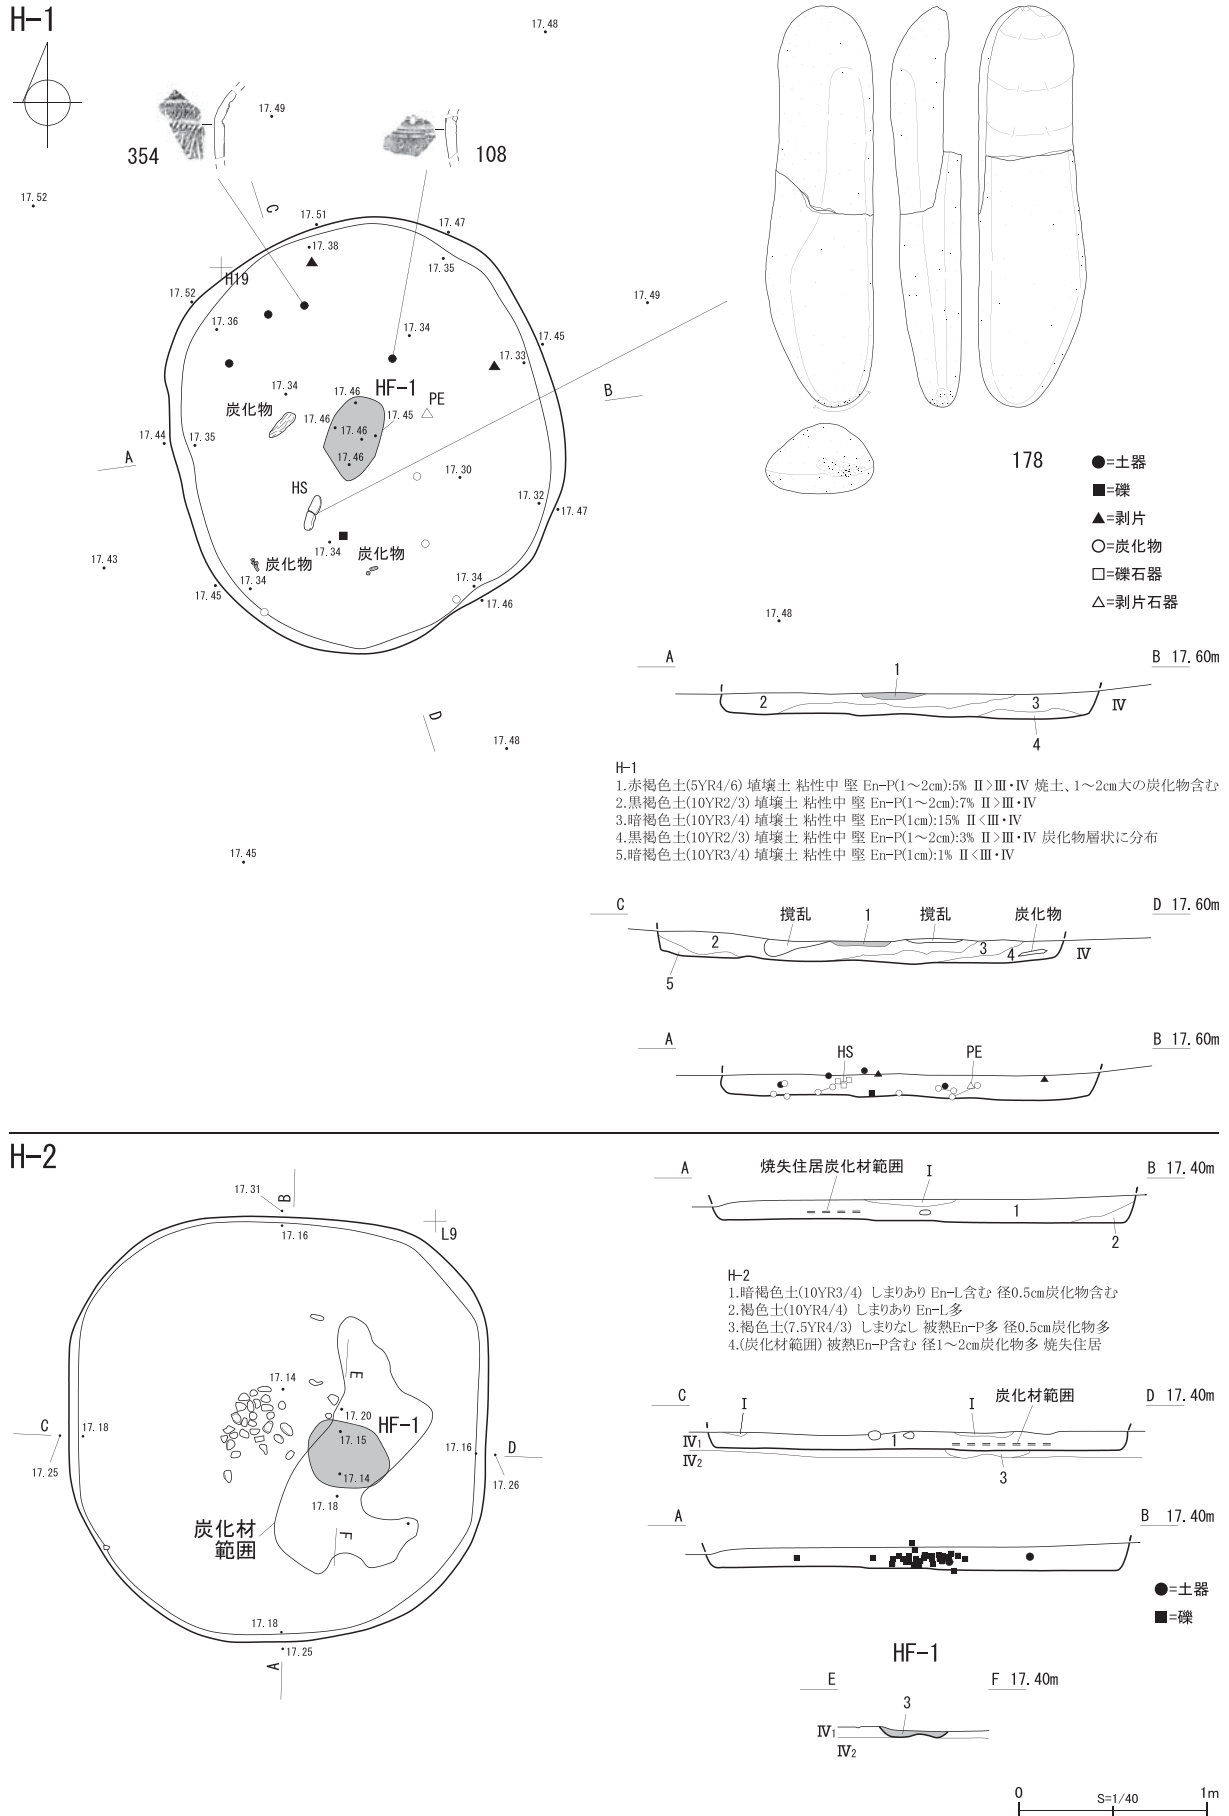 H-1
17.48
17.49
354
108
17.52
C
17.51
17.47
17.38
17.35
H19
17.52
17.49
17.36
17.34
17.45
17.33
HF-1
17.34
17.46
PE
B
炭化物
17.46
17.45
17.46
17.44
17.35
A
17.46
17.30
178
HS
17.32
17.47
17.34
炭化物
炭化物
17.43
17.34
17.34
17.45
17.46
17.48
●=土器
■=礫
▲=剥片
○=炭化物
□=礫石器
△=剥片石器
D
17.48
17.45
A
B 17.60m
1
2
3
Ⅳ
4
H-1
1.赤褐色土(5YR4/6) 埴壌土 粘性中 堅 En-P(1～2cm):5% Ⅱ>Ⅲ・Ⅳ 焼土、1～2cm大の炭化物含む
2.黒褐色土(10YR2/3) 埴壌土 粘性中 堅 En-P(1～2cm):7% Ⅱ>Ⅲ・Ⅳ
3.暗褐色土(10YR3/4) 埴壌土 粘性中 堅 En-P(1cm):15% Ⅱ<Ⅲ・Ⅳ
4.黒褐色土(10YR2/3) 埴壌土 粘性中 堅 En-P(1～2cm):3% Ⅱ>Ⅲ・Ⅳ 炭化物層状に分布
5.暗褐色土(10YR3/4) 埴壌土 粘性中 堅 En-P(1cm):1% Ⅱ<Ⅲ・Ⅳ
C
D 17.60m
撹乱
1
撹乱
炭化物
2
3
4
Ⅳ
5
A
B 17.60m
HS
PE
H-2
17.31
B
17.16
L9
E
17.14
17.20
HF-1
17.15
C
17.18
17.16
D
17.25
17.14
17.26
17.18
炭化材
範囲
F
17.18
17.25
A
A
焼失住居炭化材範囲
I
B 17.40m
1
2
H-2
1.暗褐色土(10YR3/4) しまりあり En-L含む 径0.5cm炭化物含む
2.褐色土(10YR4/4) しまりあり En-L多
3.褐色土(7.5YR4/3) しまりなし 被熱En-P多 径0.5cm炭化物多
4.(炭化材範囲) 被熱En-P含む 径1～2cm炭化物多 焼失住居
C
I
I
炭化材範囲
D 17.40m
Ⅳ1
1
Ⅳ2
3
A
B 17.40m
●=土器
■=礫
HF-1
E
F 17.40m
3
Ⅳ1
Ⅳ2
0
S=1/40
1m